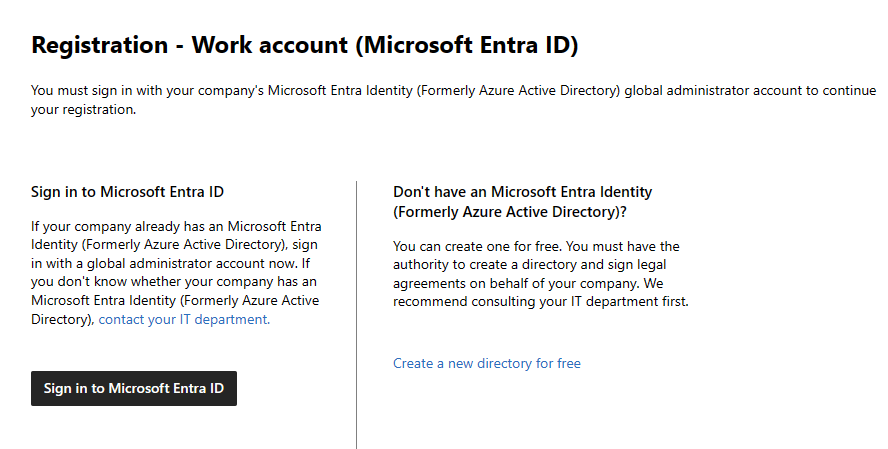 Registration - Work account (Microsoft Entra ID)
You must sign in with your company's Microsoft Entra Identity (Formerly Azure Active Directory) global administrator account to continue
your registration.
Sign in to Microsoft Entra ID
If your company already has an Microsoft Entra
Identity (Formerly Azure Active Directory), sign
in with a global administrator account now. If
you don't know whether your company has an
Microsoft Entra Identity (Formerly Azure Active
Directory), contact your IT department.
Sign in to Microsoft Entra ID
Don't have an Microsoft Entra Identity
(Formerly Azure Active Directory)?
You can create one for free. You must have the
authority to create a directory and sign legal
agreements on behalf of your company. We
recommend consulting your IT department first.
Create a new directory for free